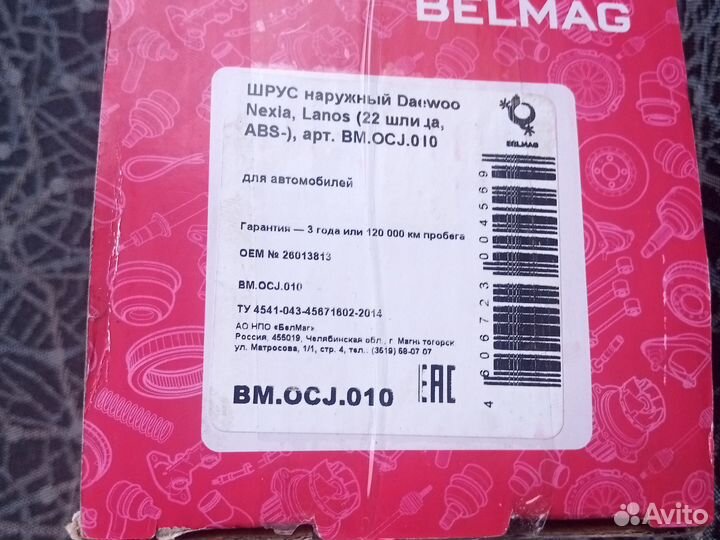 BELMAG
ШРУС наружный Daewoo
Nexia, Lanos (22 шлица,
ABS-), арт. BM.OCJ.010
BELMAG
для автомобилей
Гарантия — 3 года или 120 000 км пробега
OEM № 26013813
BM.OCJ.010
ТУ 4541-043-45671602-2014
АО НПО «БелМаг»
Россия, 455019, Челябинская обл., г. Магнитогорск
ул. Матросова, 1/1, стр. 4, тел.: (3519) 58-07 07
BM.OCJ.010
EAC
4 606723 004569
Avito